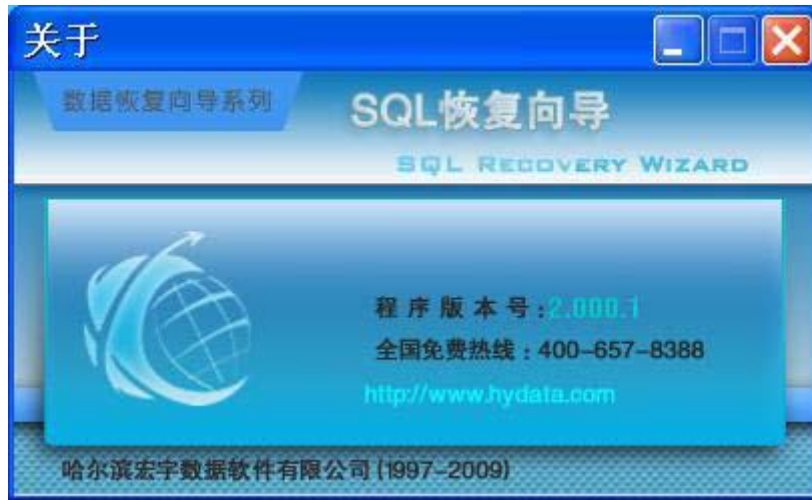 关于
数据恢复向导系列
SQL恢复向导
SQL RECOVERY WIZARD
程序版本号:2.000.1
全国免费热线：400-657-8388
http://www.hydata.com
哈尔滨宏宇数据软件有限公司(1997-2009)